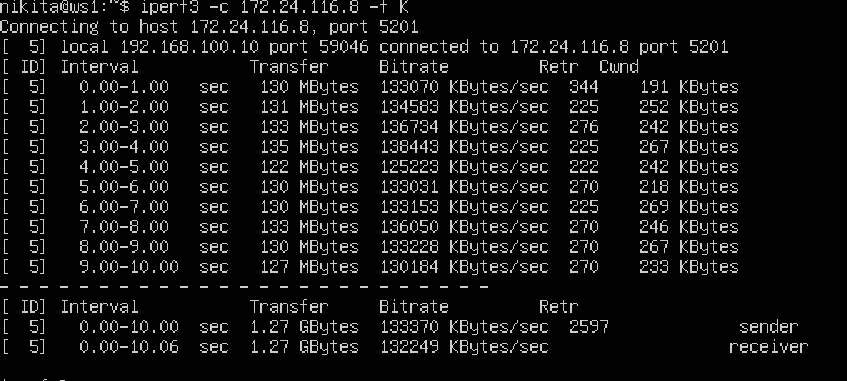 nikita@ws1:~$ iperf3 -c 172.24.116.8 -f K
Connecting to host 172.24.116.8, port 5201
[  5] local 192.168.100.10 port 59046 connected to 172.24.116.8 port 5201
[ ID] Interval           Transfer     Bitrate         Retr  Cwnd
[  5]   0.00-1.00   sec   130 MBytes  133070 KBytes/sec  344    191 KBytes
[  5]   1.00-2.00   sec   131 MBytes  134583 KBytes/sec  225    252 KBytes
[  5]   2.00-3.00   sec   133 MBytes  136734 KBytes/sec  276    242 KBytes
[  5]   3.00-4.00   sec   135 MBytes  138443 KBytes/sec  225    267 KBytes
[  5]   4.00-5.00   sec   122 MBytes  125223 KBytes/sec  222    242 KBytes
[  5]   5.00-6.00   sec   130 MBytes  133031 KBytes/sec  270    218 KBytes
[  5]   6.00-7.00   sec   130 MBytes  133153 KBytes/sec  225    269 KBytes
[  5]   7.00-8.00   sec   133 MBytes  136050 KBytes/sec  270    246 KBytes
[  5]   8.00-9.00   sec   130 MBytes  133228 KBytes/sec  270    267 KBytes
[  5]   9.00-10.00  sec   127 MBytes  130184 KBytes/sec  270    233 KBytes
- - - - - - - - - - - - - - - - - - - - - - - - -
[ ID] Interval           Transfer     Bitrate         Retr
[  5]   0.00-10.00  sec  1.27 GBytes  133370 KBytes/sec  2597             sender
[  5]   0.00-10.06  sec  1.27 GBytes  132249 KBytes/sec                  receiver